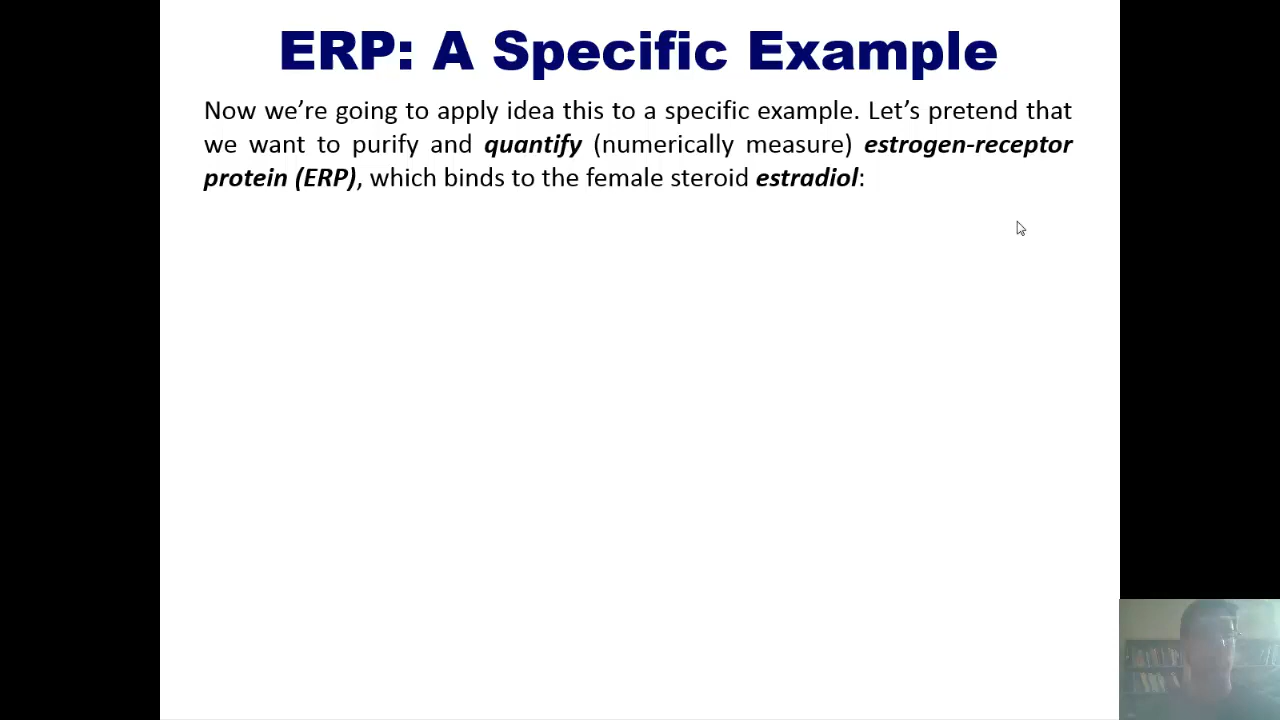 ERP: A Specific Example
Now we’re going to apply idea this to a specific example. Let’s pretend that
we want to purify and quantify (numerically measure) estrogen-receptor
protein (ERP), which binds to the female steroid estradiol: